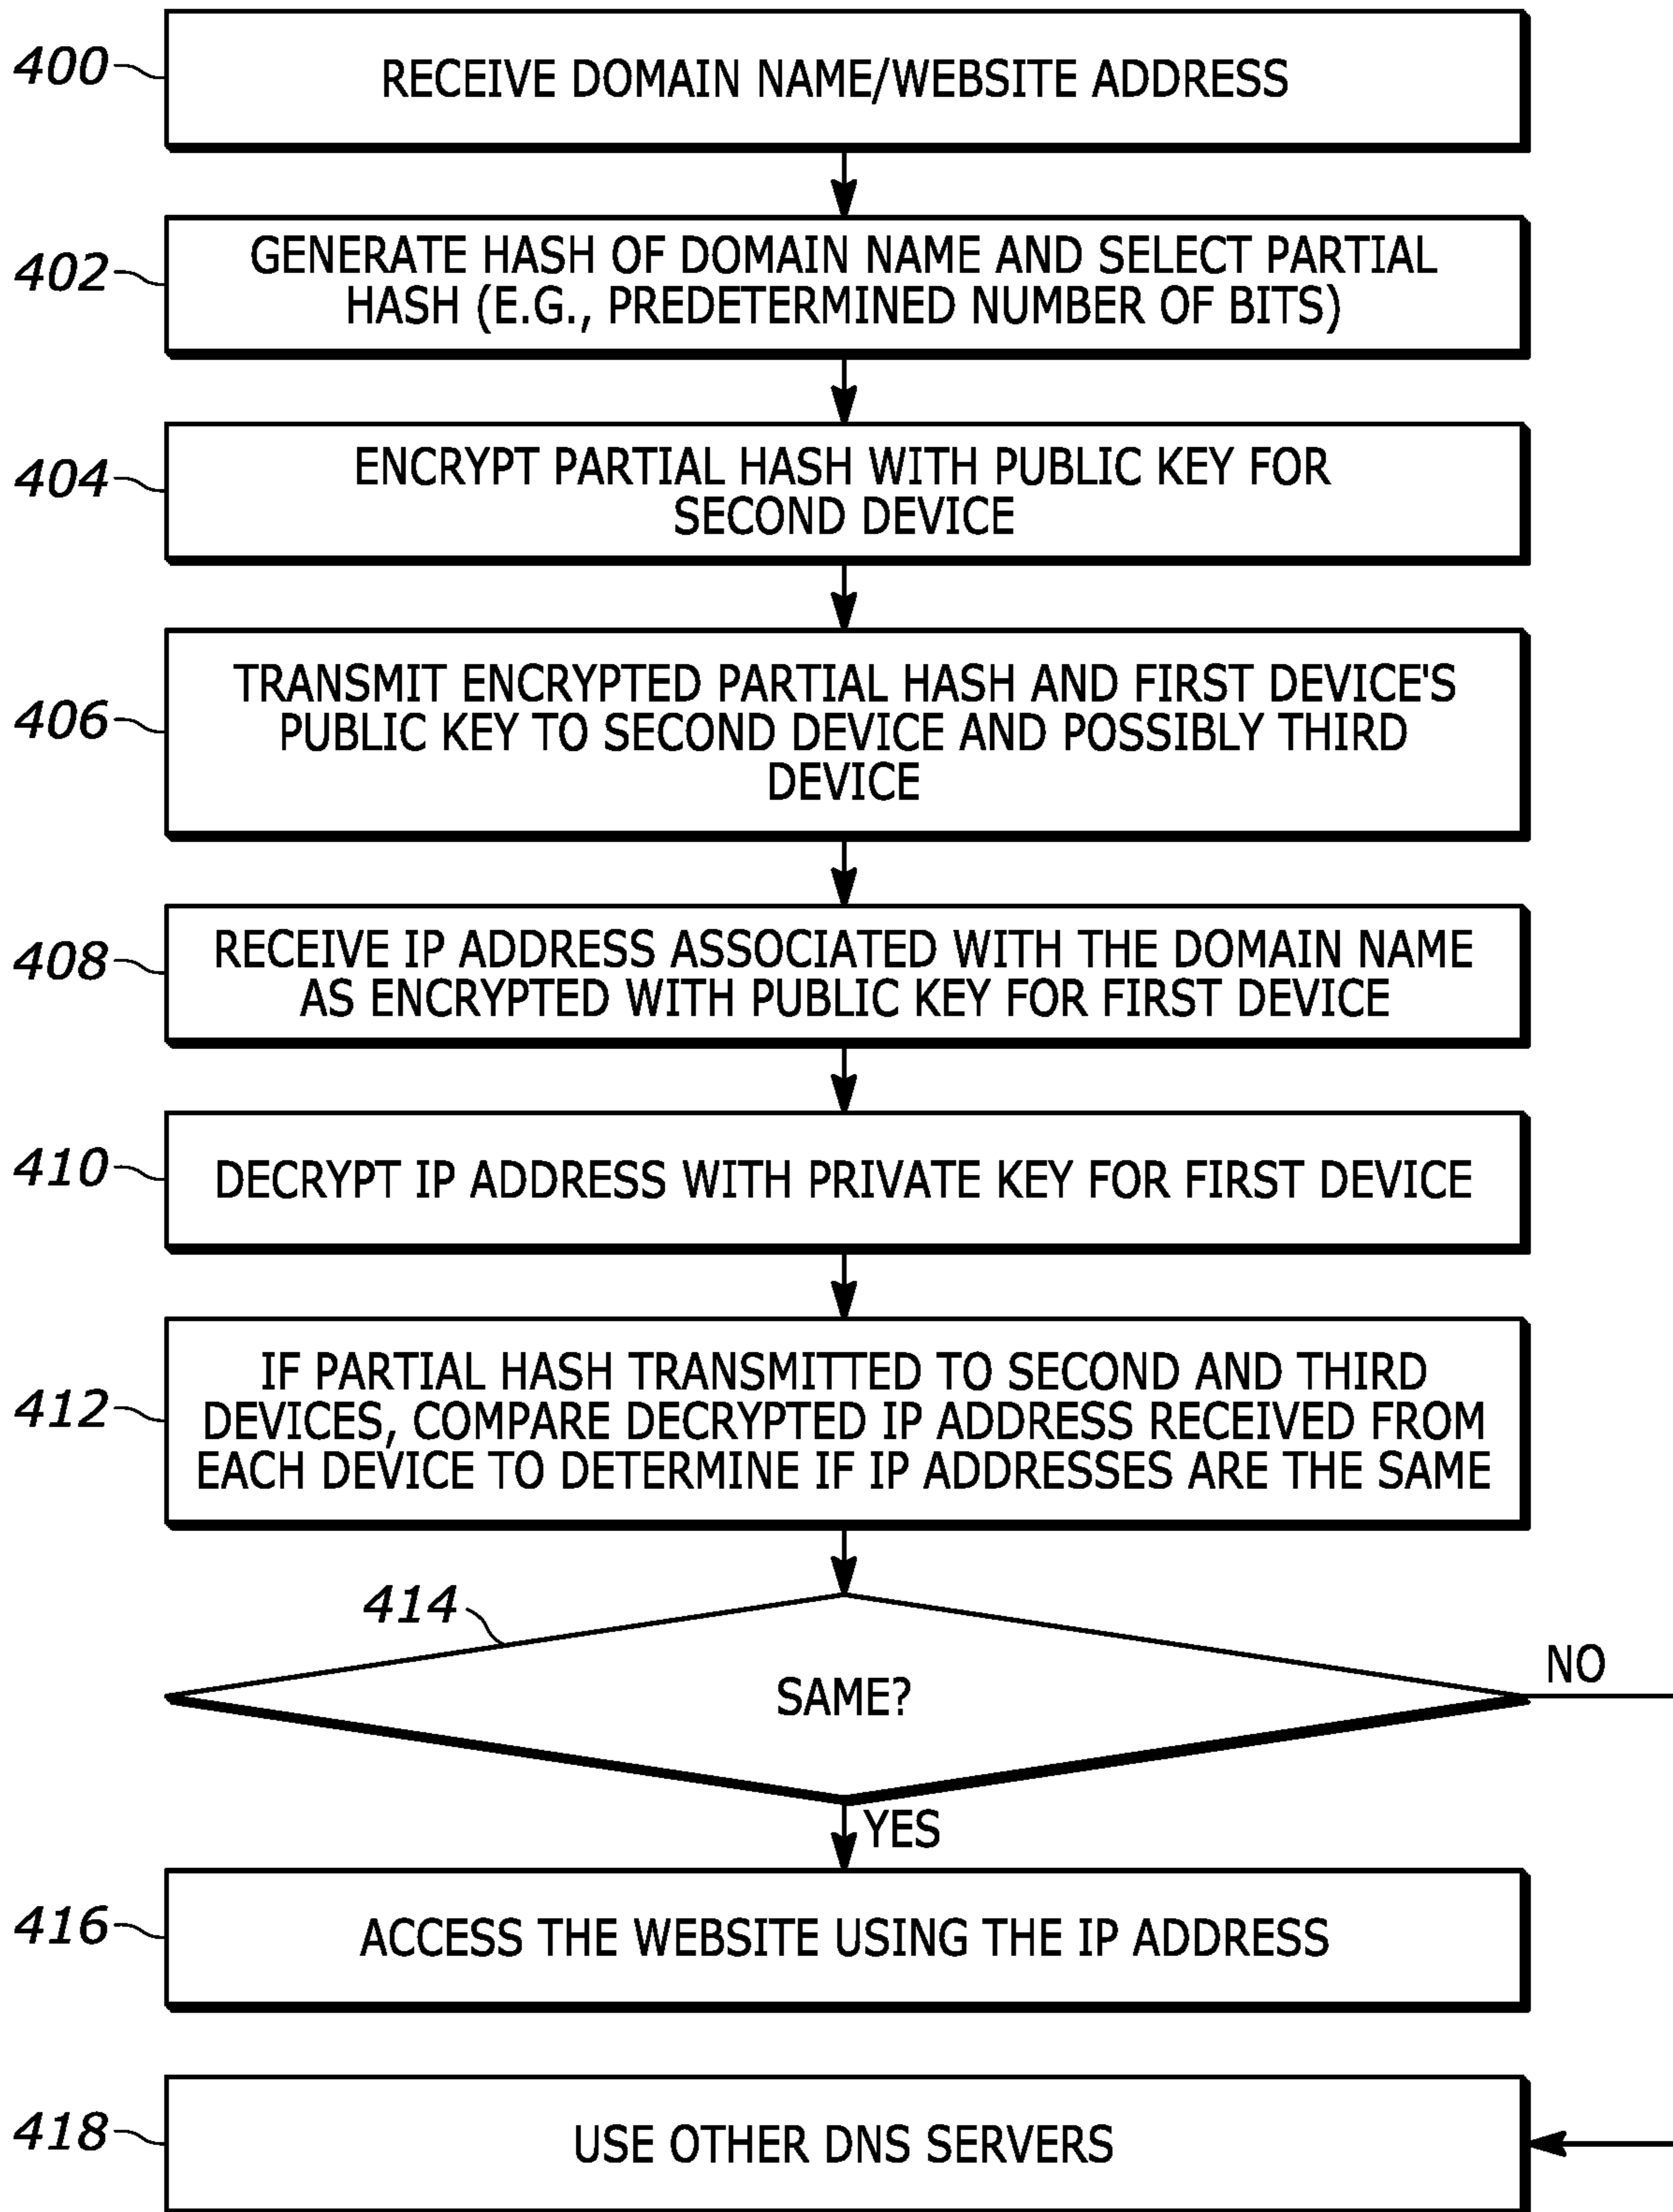 400
RECEIVE DOMAIN NAME/WEBSITE ADDRESS
402
GENERATE HASH OF DOMAIN NAME AND SELECT PARTIAL
HASH (E.G., PREDETERMINED NUMBER OF BITS)
404
ENCRYPT PARTIAL HASH WITH PUBLIC KEY FOR
SECOND DEVICE
406
TRANSMIT ENCRYPTED PARTIAL HASH AND FIRST DEVICE'S
PUBLIC KEY TO SECOND DEVICE AND POSSIBLY THIRD
DEVICE
408
RECEIVE IP ADDRESS ASSOCIATED WITH THE DOMAIN NAME
AS ENCRYPTED WITH PUBLIC KEY FOR FIRST DEVICE
410
DECRYPT IP ADDRESS WITH PRIVATE KEY FOR FIRST DEVICE
412
IF PARTIAL HASH TRANSMITTED TO SECOND AND THIRD
DEVICES, COMPARE DECRYPTED IP ADDRESS RECEIVED FROM
EACH DEVICE TO DETERMINE IF IP ADDRESSES ARE THE SAME
414
SAME?
NO
YES
416
ACCESS THE WEBSITE USING THE IP ADDRESS
418
USE OTHER DNS SERVERS